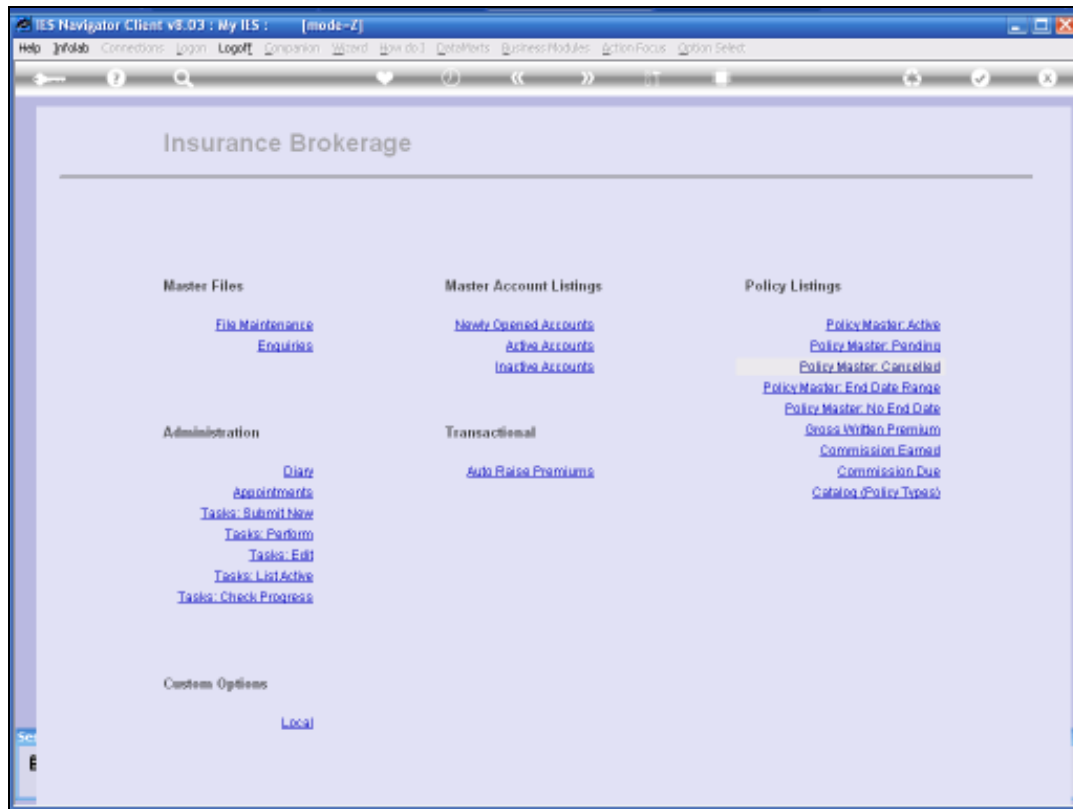 IES Navigator Client v8.03 : My IES : [mode=Z]
Help Infolab Connections Logon Logoff Companion Wizard How do I DataMarts Business Modules Action Focus Option Select
Insurance Brokerage
Master Files
File Maintenance
Enquiries
Master Account Listings
Newly Opened Accounts
Active Accounts
Inactive Accounts
Policy Listings
Policy Master: Active
Policy Master: Pending
Policy Master: Cancelled
Policy Master: End Date Range
Policy Master: No End Date
Gross Written Premium
Commission Earned
Commission Due
Catalog (Policy Types)
Administration
Diary
Appointments
Tasks: Submit New
Tasks: Perform
Tasks: Edit
Tasks: List Active
Tasks: Check Progress
Transactional
Auto Raise Premiums
Custom Options
Local